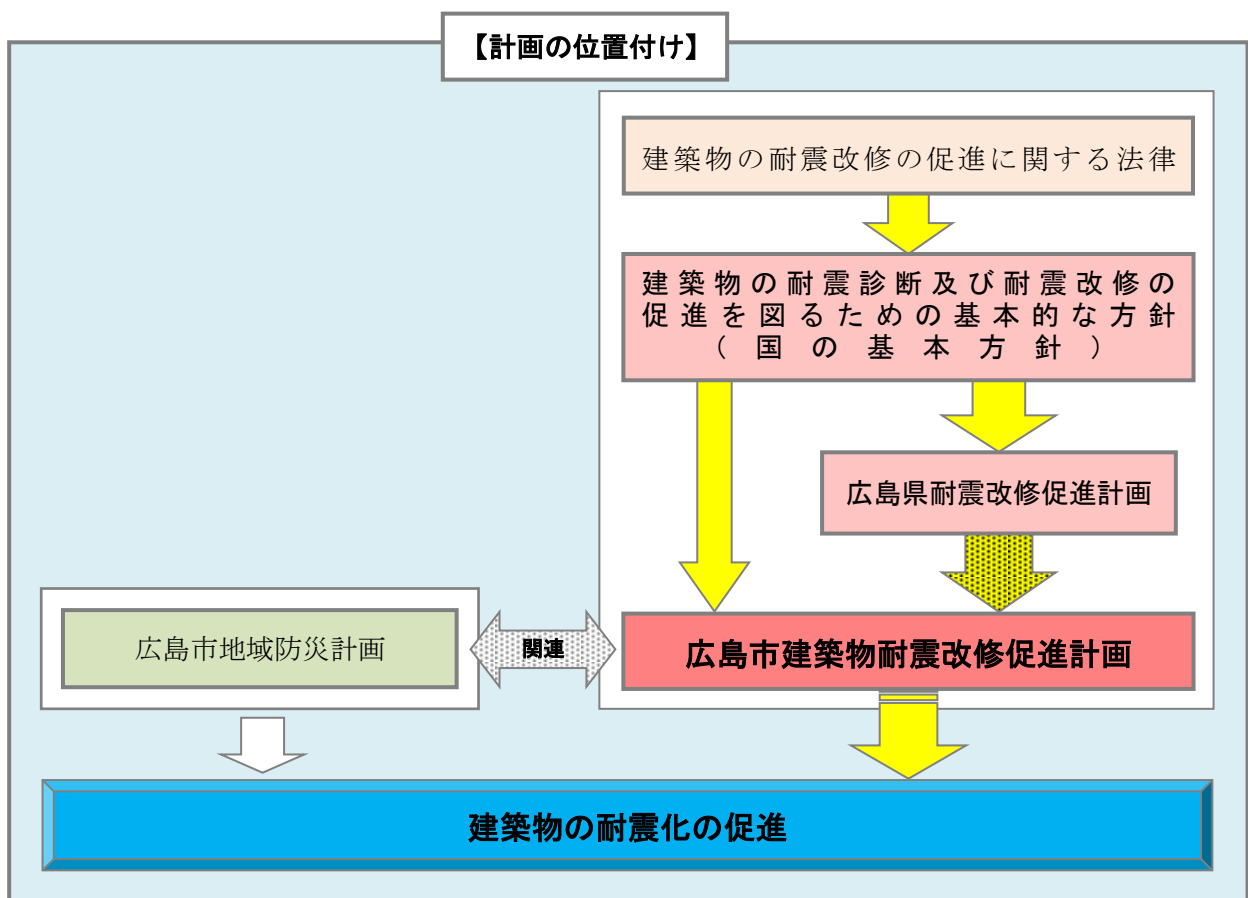 【計画の位置付け】
建築物の耐震改修の促進に関する法律
建築物の耐震診断及び耐震改修の
促進を図るための基本的な方針
（国の基本方針）
広島県耐震改修促進計画
広島市地域防災計画
関連
広島市建築物耐震改修促進計画
建築物の耐震化の促進